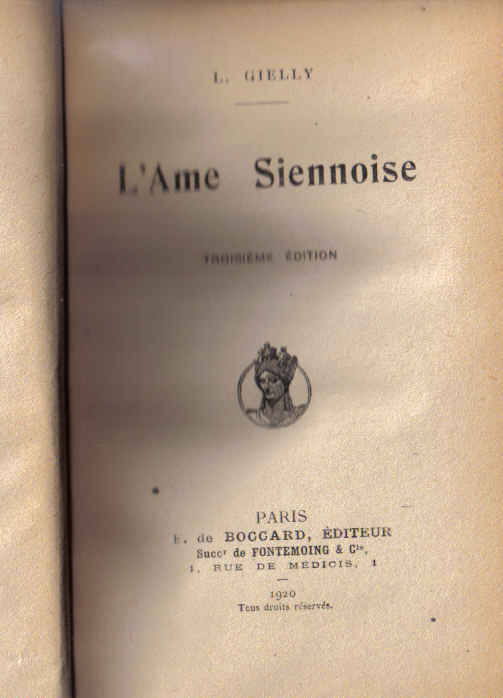 L. GIELLY
L'Ame Siennoise
TROISIÈME ÉDITION
PARIS
E. de BOCCARD, ÉDITEUR
Succr de FONTEMOING & Cie,
1, RUE DE MÉDICIS, 1
1920
Tous droits réservés.